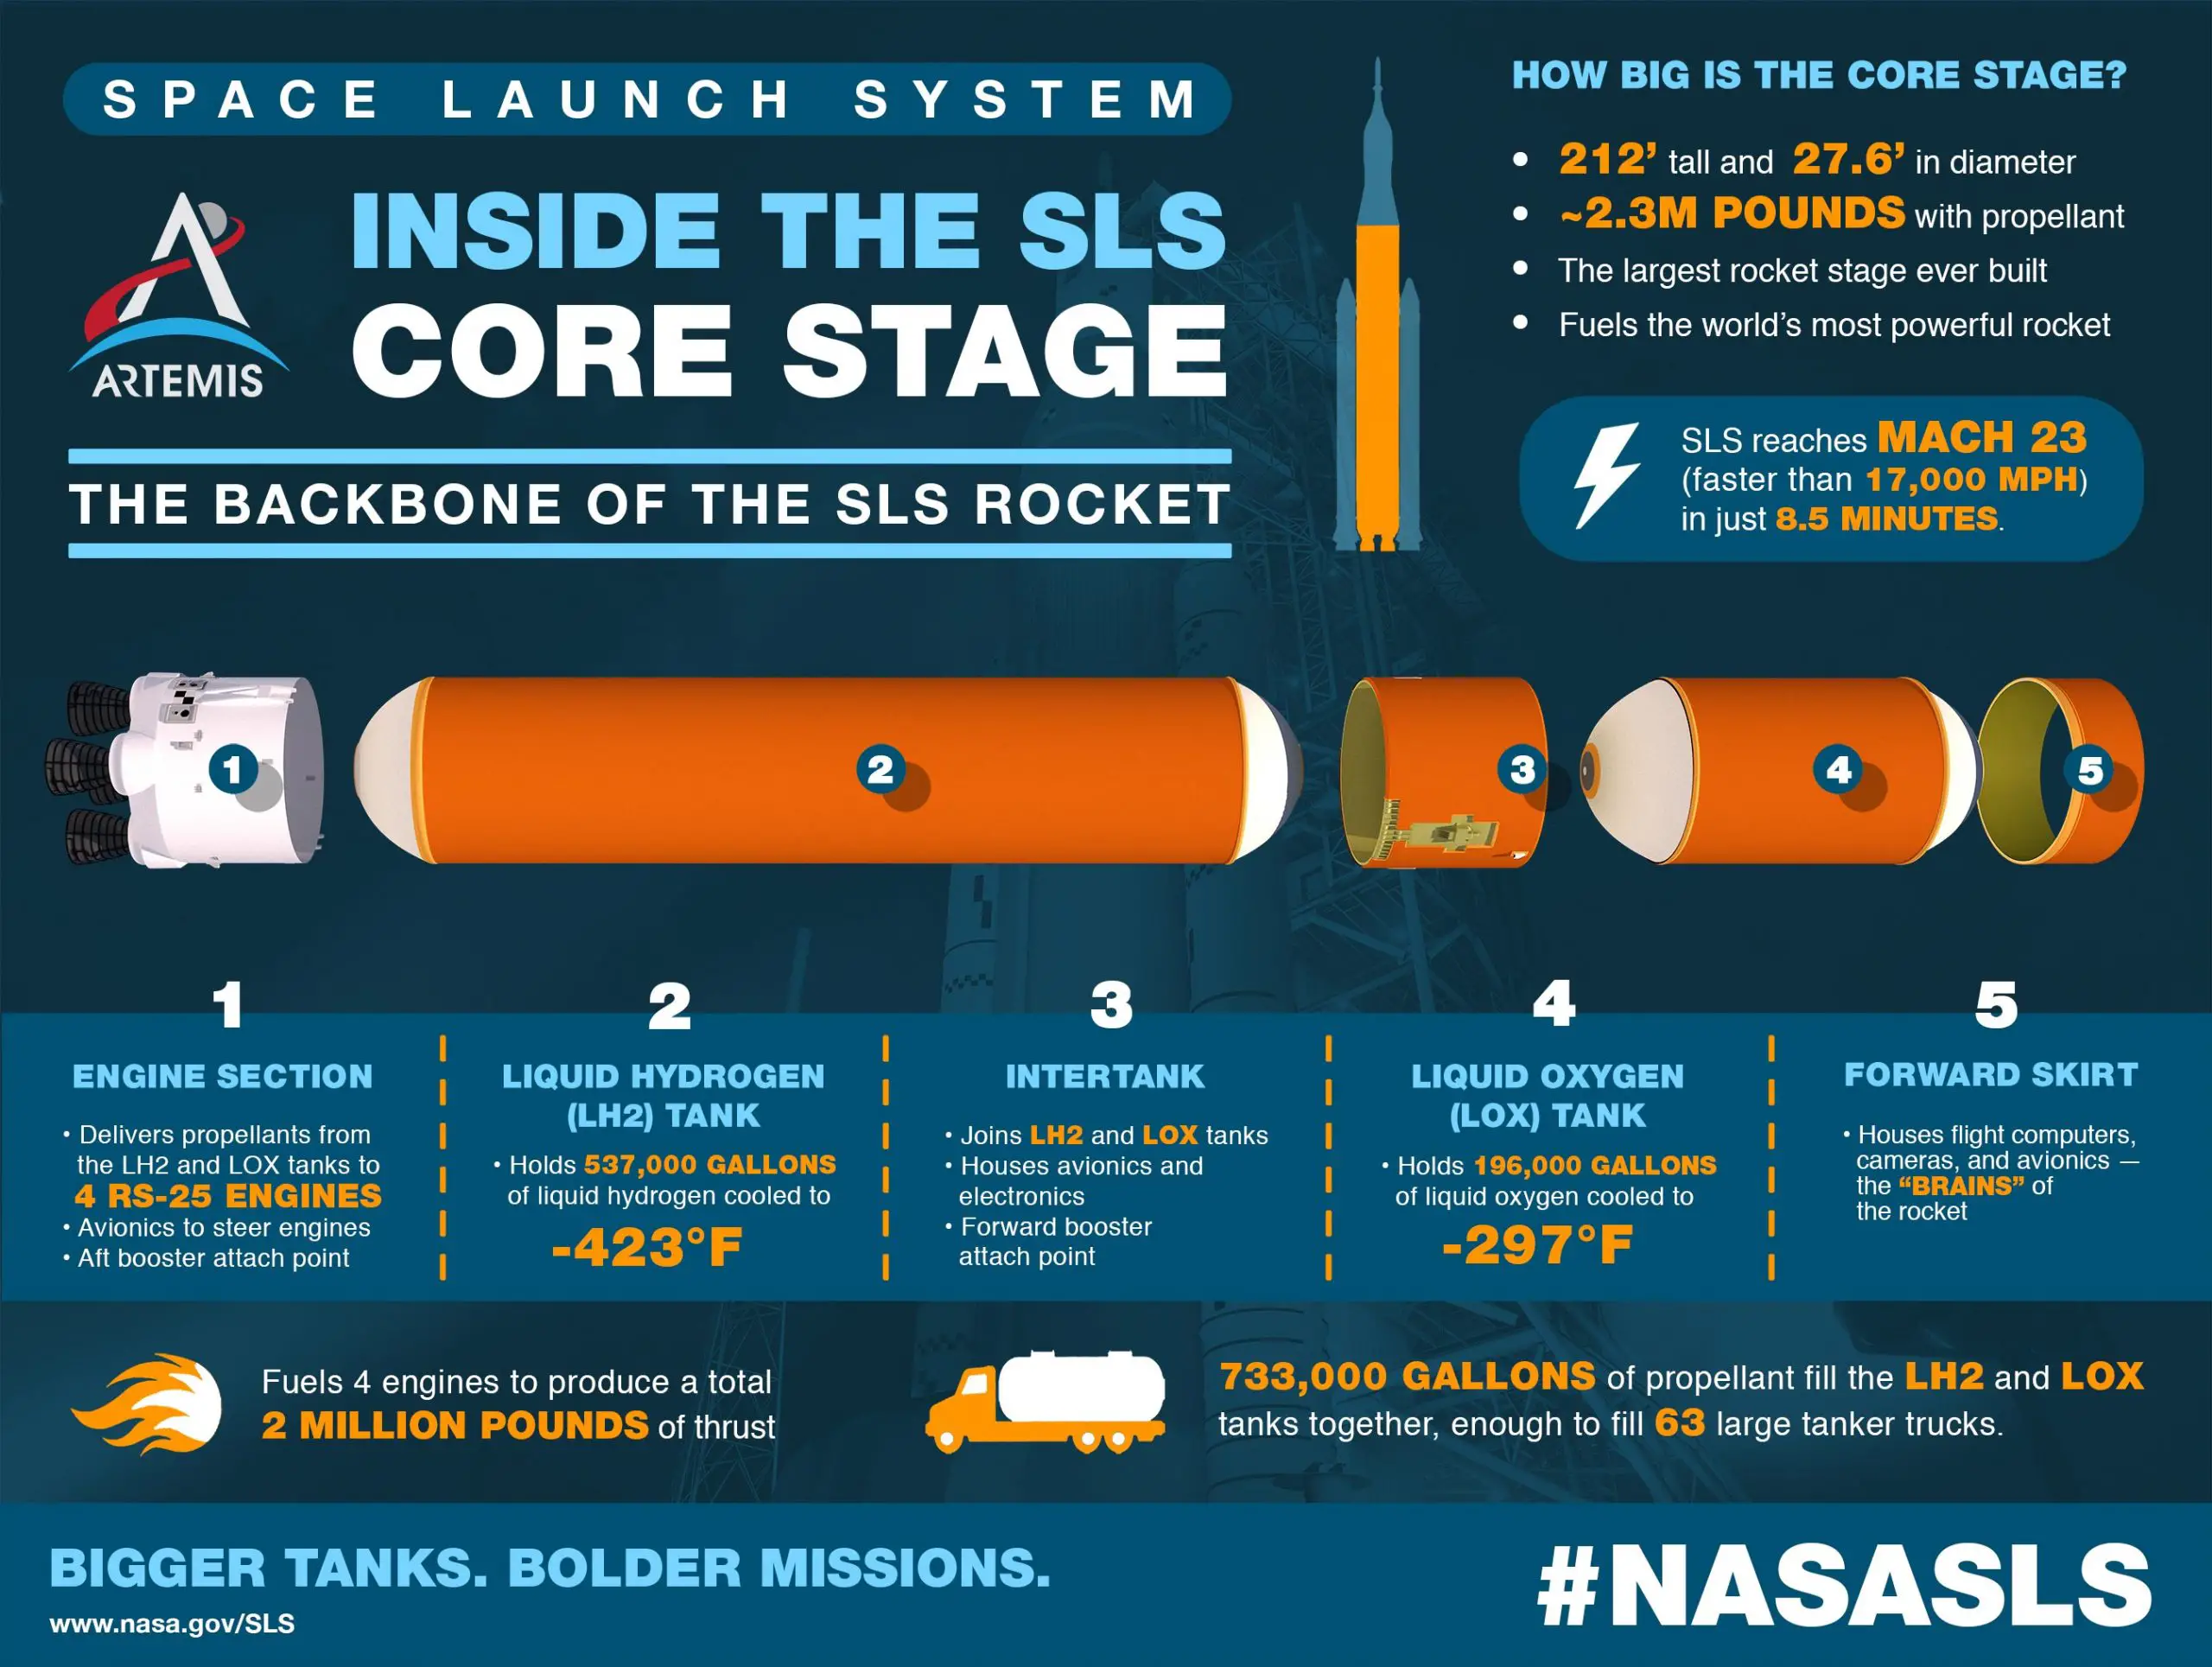 SPACE LAUNCH SYSTEM
ARTEMIS
INSIDE THE SLS
CORE STAGE
THE BACKBONE OF THE SLS ROCKET
HOW BIG IS THE CORE STAGE?
• 212’ tall and 27.6’ in diameter
• ~2.3M POUNDS with propellant
• The largest rocket stage ever built
• Fuels the world’s most powerful rocket
SLS reaches MACH 23
(faster than 17,000 MPH)
in just 8.5 MINUTES.
1
2
3
4
5
1
ENGINE SECTION
• Delivers propellants from
the LH2 and LOX tanks to
4 RS-25 ENGINES
• Avionics to steer engines
• Aft booster attach point
2
LIQUID HYDROGEN
(LH2) TANK
• Holds 537,000 GALLONS
of liquid hydrogen cooled to
-423°F
3
INTERTANK
• Joins LH2 and LOX tanks
• Houses avionics and
electronics
• Forward booster
attach point
4
LIQUID OXYGEN
(LOX) TANK
• Holds 196,000 GALLONS
of liquid oxygen cooled to
-297°F
5
FORWARD SKIRT
• Houses flight computers,
cameras, and avionics —
the “BRAINS” of
the rocket
Fuels 4 engines to produce a total
2 MILLION POUNDS of thrust
733,000 GALLONS of propellant fill the LH2 and LOX
tanks together, enough to fill 63 large tanker trucks.
BIGGER TANKS. BOLDER MISSIONS.
www.nasa.gov/SLS
#NASASLS